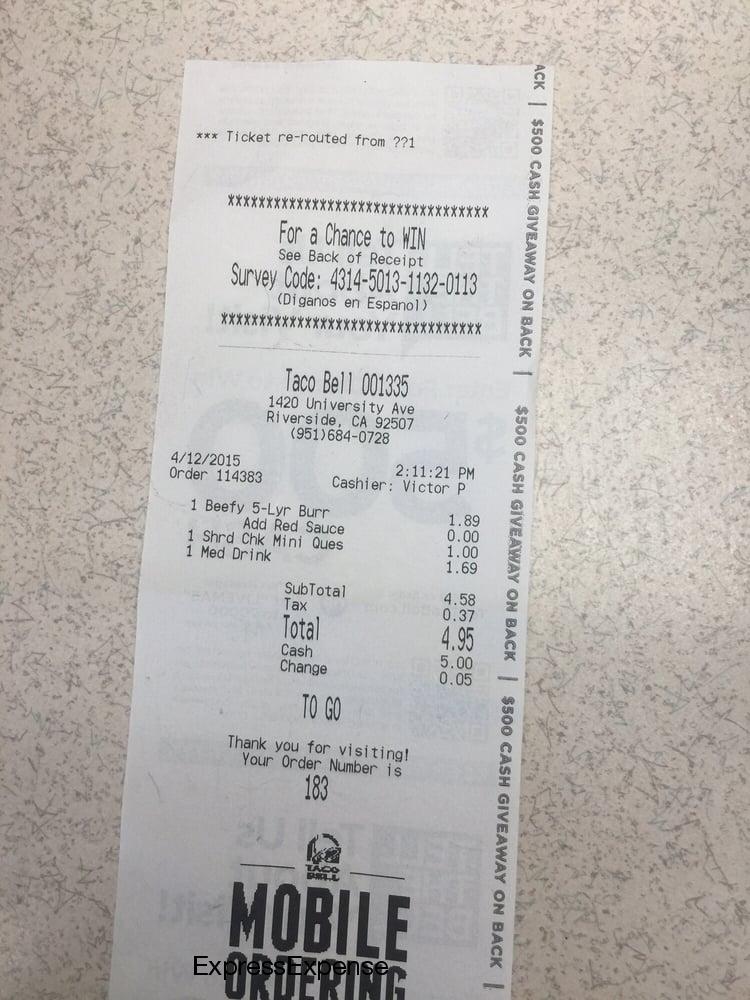 *** Ticket re-routed from ??1
For a Chance to WIN
See Back of Receipt
Survey Code: 4314-5013-1132-0113
(Diganos en Espanol)
Taco Bell 001335
1420 University Ave
Riverside, CA 92507
(951)684-0728
4/12/2015 2:11:21 PM
Order 114383 Cashier: Victor P
1 Beefy 5-Lyr Burr 1.89
Add Red Sauce 0.00
1 Shrd Chk Mini Ques 1.00
1 Med Drink 1.69
SubTotal 4.58
Tax 0.37
Total 4.95
Cash 5.00
Change 0.05
TO GO
Thank you for visiting!
Your Order Number is
183
TACO
BELL
MOBILE
ORDERING
ExpressExpense
ACK | $500 CASH GIVEAWAY ON BACK | $500 CASH GIVEAWAY ON BACK | $500 CASH GIVEAWAY ON BACK |